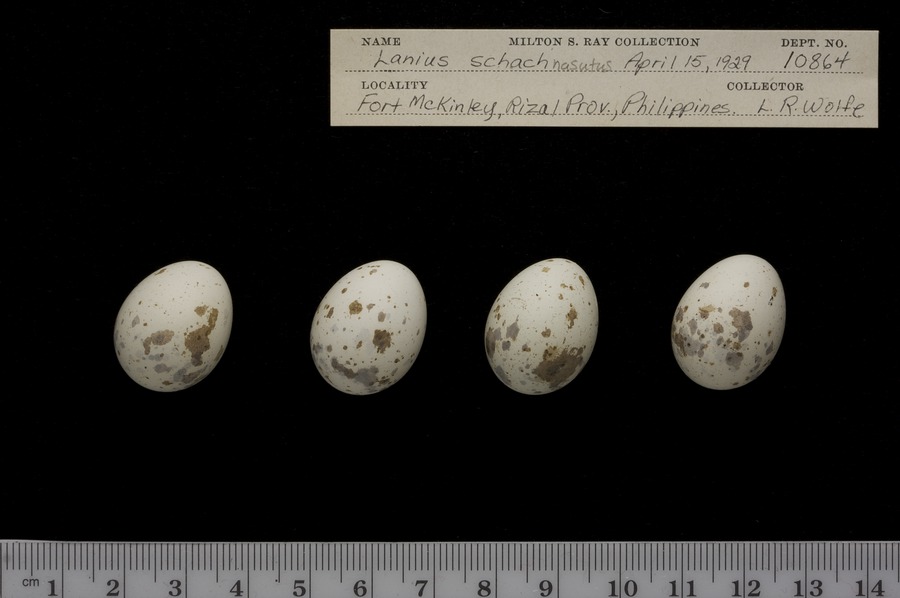 NAME MILTON S. RAY COLLECTION DEPT. NO.
Lanius schach nasutus April 15, 1929 10864
LOCALITY COLLECTOR
Fort McKinley, Rizal Prov., Philippines. L. R. Wolfe
cm 1 2 3 4 5 6 7 8 9 10 11 12 13 14